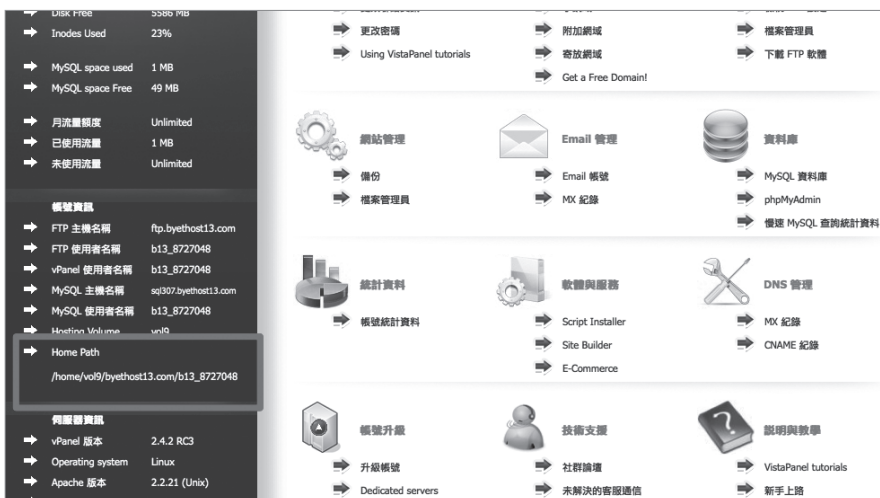 Disk Free 5586 MB
Inodes Used 23%
MySQL space used 1 MB
MySQL space Free 49 MB
月流量額度 Unlimited
已使用流量 1 MB
未使用流量 Unlimited
帳號資訊
FTP 主機名稱 ftp.byethost13.com
FTP 使用者名稱 b13_8727048
vPanel 使用者名稱 b13_8727048
MySQL 主機名稱 sql307.byethost13.com
MySQL 使用者名稱 b13_8727048
Hosting Volume vol9
Home Path
/home/vol9/byethost13.com/b13_8727048
伺服器資訊
vPanel 版本 2.4.2 RC3
Operating system Linux
Apache 版本 2.2.21 (Unix)
更改密碼
Using VistaPanel tutorials
附加網域
寄放網域
Get a Free Domain!
檔案管理員
下載 FTP 軟體
網站管理
備份
檔案管理員
Email 管理
Email 帳號
MX 紀錄
資料庫
MySQL 資料庫
phpMyAdmin
慢速 MySQL 查詢統計資料
統計資料
帳號統計資料
軟體與服務
Script Installer
Site Builder
E-Commerce
DNS 管理
MX 紀錄
CNAME 紀錄
帳號升級
升級帳號
Dedicated servers
技術支援
社群論壇
未解決的客服通信
說明與教學
VistaPanel tutorials
新手上路